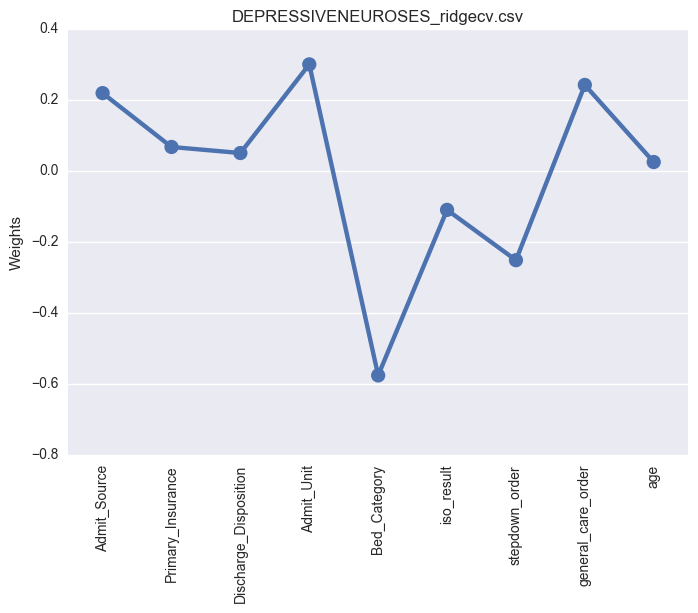 DEPRESSIVENEUROSES_ridgecv.csv
0.4
0.2
0.0
−0.2
−0.4
−0.6
−0.8
Weights
Admit_Source
Primary_Insurance
Discharge_Disposition
Admit_Unit
Bed_Category
iso_result
stepdown_order
general_care_order
age